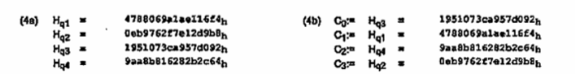 (4a) Hq1 = 4788069a1ae116f4h (4b) C0:= Hq3 = 1951073ca957d092h
Hq2 = 0eb9762f7e12d9b8h C1:= Hq1 = 4788069a1ae116f4h
Hq3 = 1951073ca957d092h C2:= Hq4 = 9aa8b816282b2c64h
Hq4 = 9aa8b816282b2c64h C3:= Hq2 = 0eb9762f7e12d9b8h